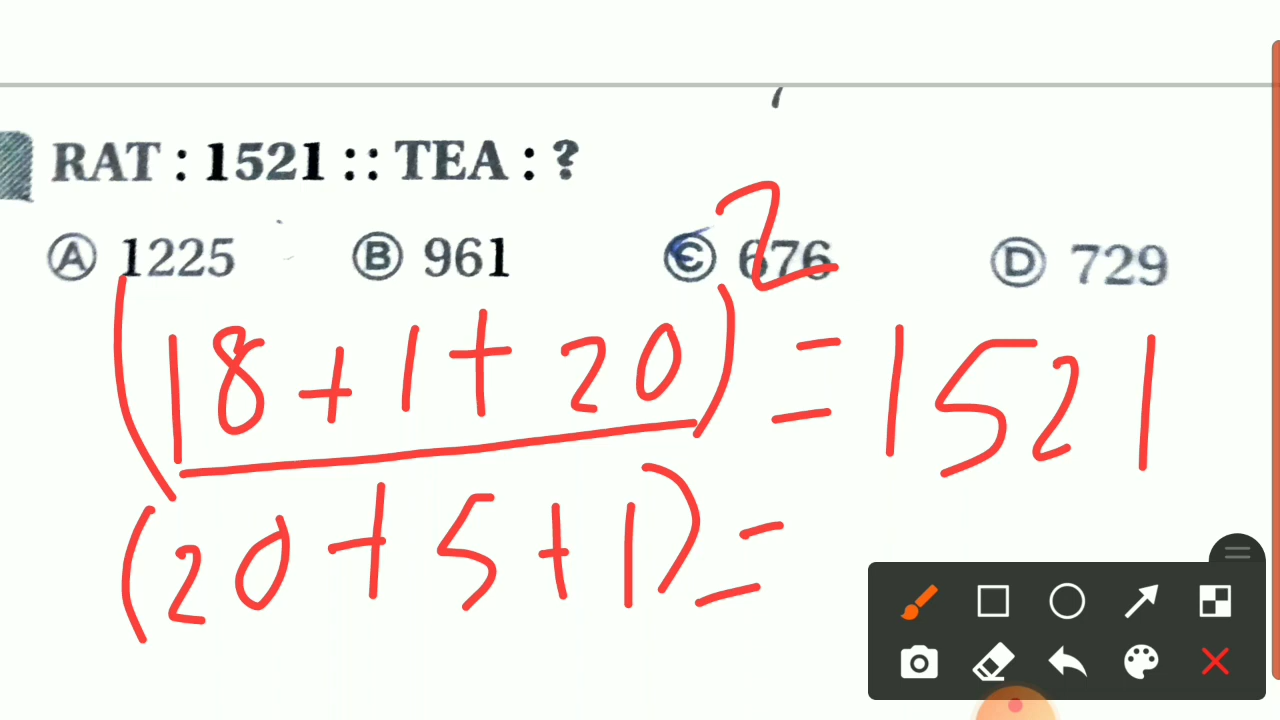 RAT : 1521 :: TEA : ?
Ⓐ 1225 Ⓑ 961 Ⓒ 676 Ⓓ 729
(18+1+20)² = 1521
(20+5+1) =